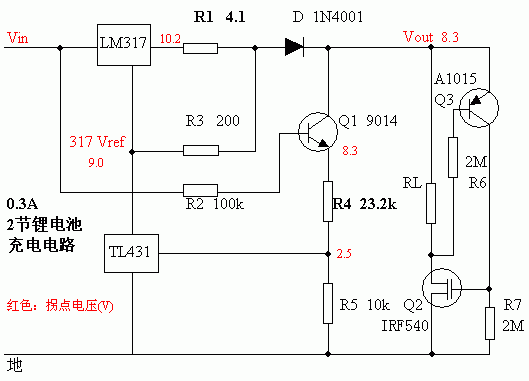 R1 4.1
D 1N4001
Vin
LM317
10.2
Vout 8.3
A1015
Q3
R3 200
Q1 9014
317 Vref
9.0
8.3
2M
R6
0.3A
R2 100k
R4 23.2k
RL
2节锂电池
充电电路
TL431
2.5
红色：拐点电压(V)
R5 10k
Q2
IRF540
R7
2M
地